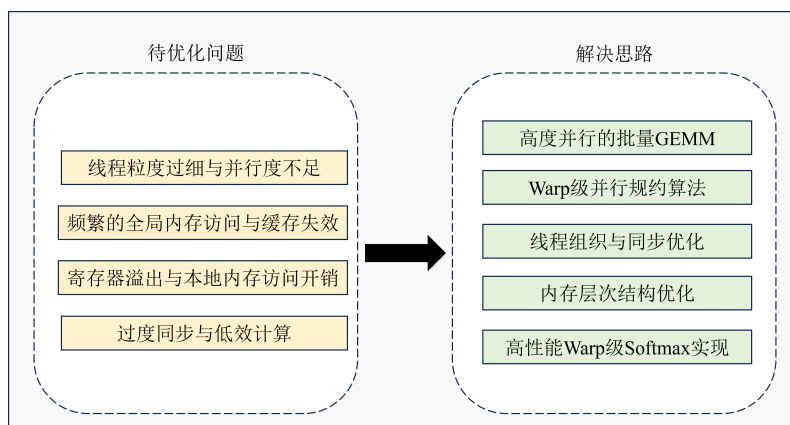 待优化问题
线程粒度过细与并行度不足
频繁的全局内存访问与缓存失效
寄存器溢出与本地内存访问开销
过度同步与低效计算
解决思路
高度并行的批量GEMM
Warp级并行规约算法
线程组织与同步优化
内存层次结构优化
高性能Warp级Softmax实现